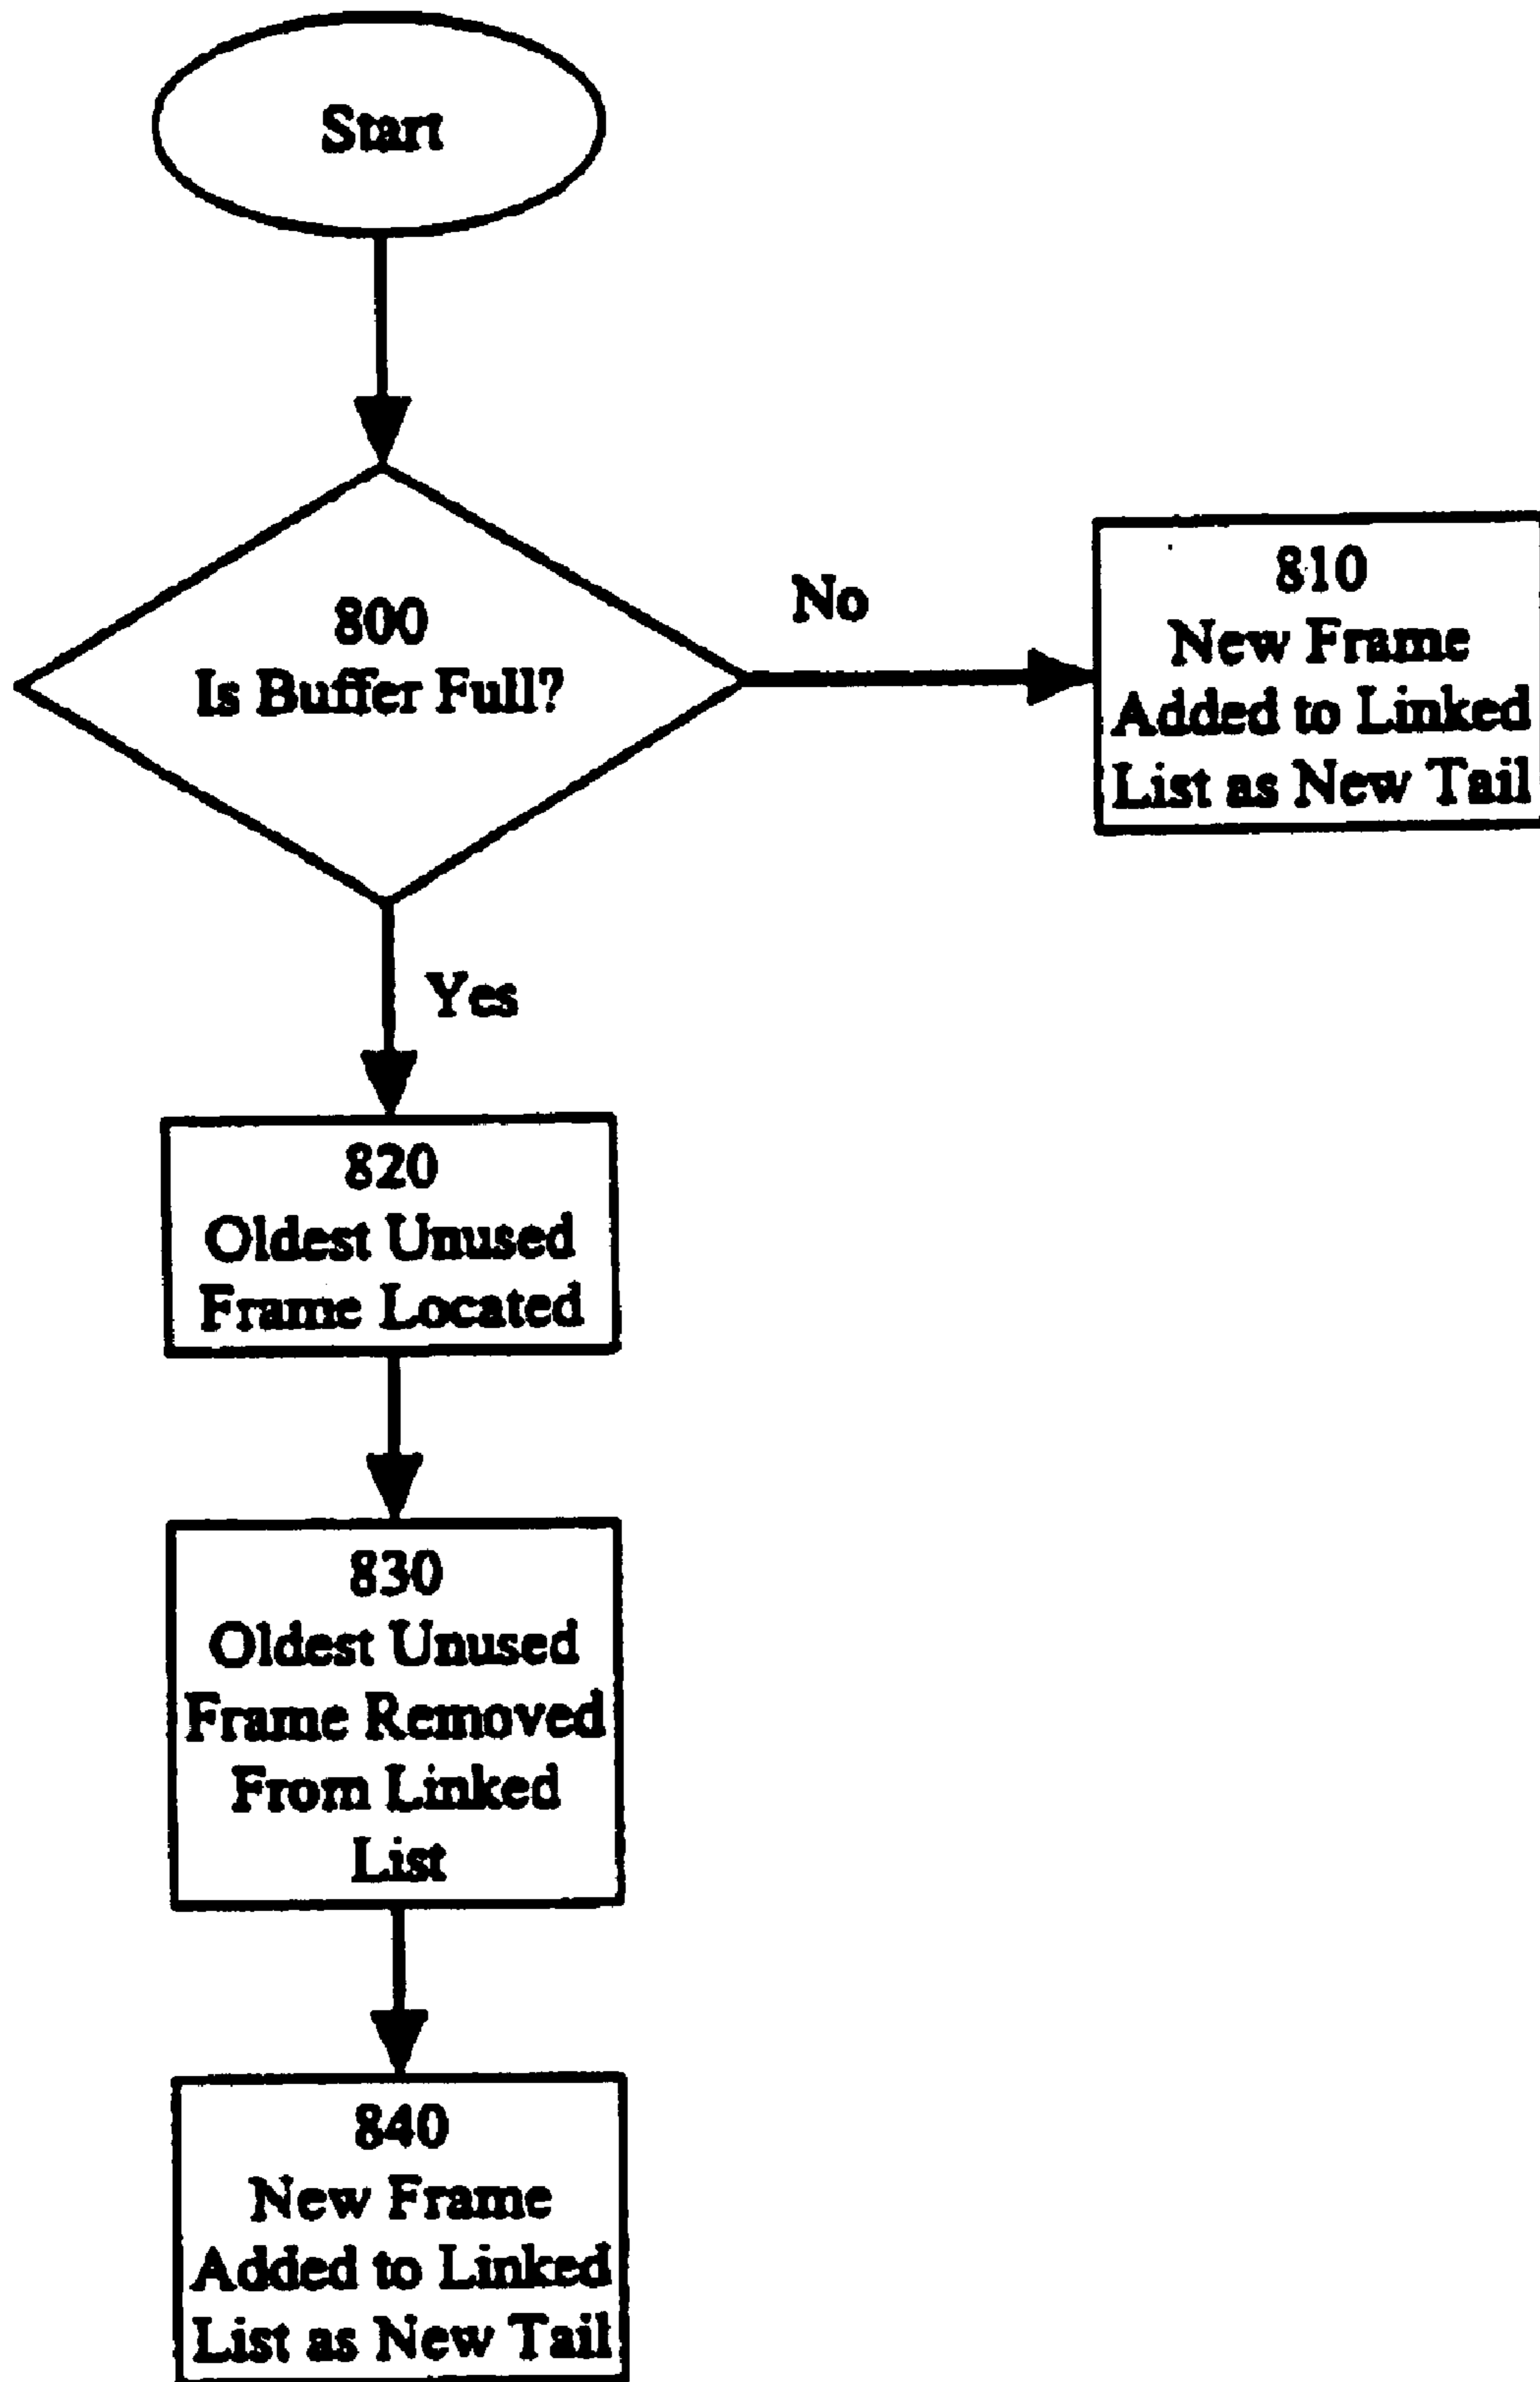 Start
800
Is Buffer Full?
No
810
New Frame
Added to Linked
List as New Tail
Yes
820
Oldest Unused
Frame Located
830
Oldest Unused
Frame Removed
From Linked
List
840
New Frame
Added to Linked
List as New Tail